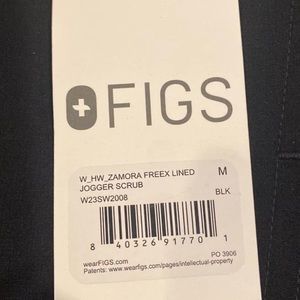 FIGS
W_HW_ZAMORA FREEX LINED M
JOGGER SCRUB
W23SW2008 BLK
8 40326 91770 1
wearFIGS.com PO 3906
Patents: www.wearfigs.com/pages/intellectual-property